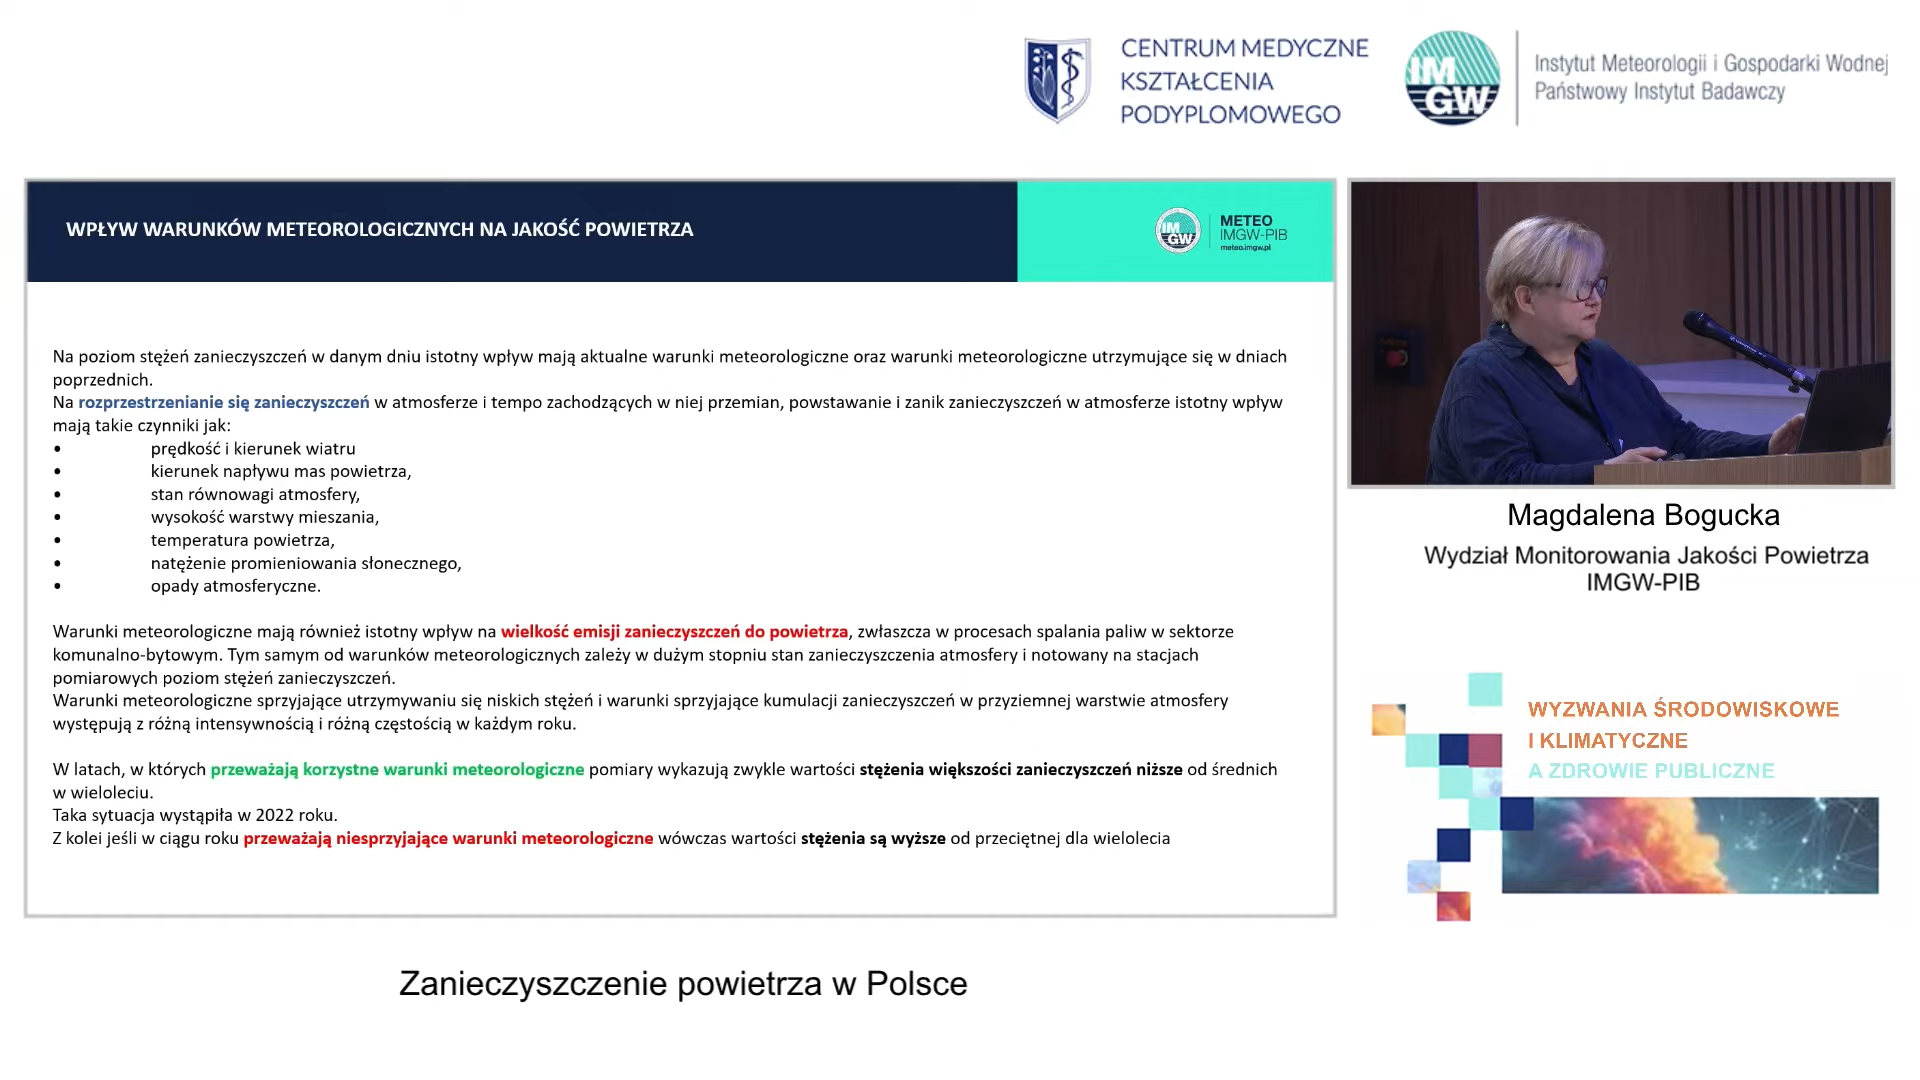 CENTRUM MEDYCZNE
KSZTAŁCENIA
PODYPLOMOWEGO
IM
GW
Instytut Meteorologii i Gospodarki Wodnej
Państwowy Instytut Badawczy
WPŁYW WARUNKÓW METEOROLOGICZNYCH NA JAKOŚĆ POWIETRZA
IM
GW
METEO
IMGW-PIB
meteo.imgw.pl
Na poziom stężeń zanieczyszczeń w danym dniu istotny wpływ mają aktualne warunki meteorologiczne oraz warunki meteorologiczne utrzymujące się w dniach
poprzednich.
Na rozprzestrzenianie się zanieczyszczeń w atmosferze i tempo zachodzących w niej przemian, powstawanie i zanik zanieczyszczeń w atmosferze istotny wpływ
mają takie czynniki jak:
• prędkość i kierunek wiatru
• kierunek napływu mas powietrza,
• stan równowagi atmosfery,
• wysokość warstwy mieszania,
• temperatura powietrza,
• natężenie promieniowania słonecznego,
• opady atmosferyczne.
Warunki meteorologiczne mają również istotny wpływ na wielkość emisji zanieczyszczeń do powietrza, zwłaszcza w procesach spalania paliw w sektorze
komunalno-bytowym. Tym samym od warunków meteorologicznych zależy w dużym stopniu stan zanieczyszczenia atmosfery i notowany na stacjach
pomiarowych poziom stężeń zanieczyszczeń.
Warunki meteorologiczne sprzyjające utrzymywaniu się niskich stężeń i warunki sprzyjające kumulacji zanieczyszczeń w przyziemnej warstwie atmosfery
występują z różną intensywnością i różną częstością w każdym roku.
W latach, w których przeważają korzystne warunki meteorologiczne pomiary wykazują zwykle wartości stężenia większości zanieczyszczeń niższe od średnich
w wieloleciu.
Taka sytuacja wystąpiła w 2022 roku.
Z kolei jeśli w ciągu roku przeważają niesprzyjające warunki meteorologiczne wówczas wartości stężenia są wyższe od przeciętnej dla wielolecia
Magdalena Bogucka
Wydział Monitorowania Jakości Powietrza
IMGW-PIB
WYZWANIA ŚRODOWISKOWE
I KLIMATYCZNE
A ZDROWIE PUBLICZNE
Zanieczyszczenie powietrza w Polsce